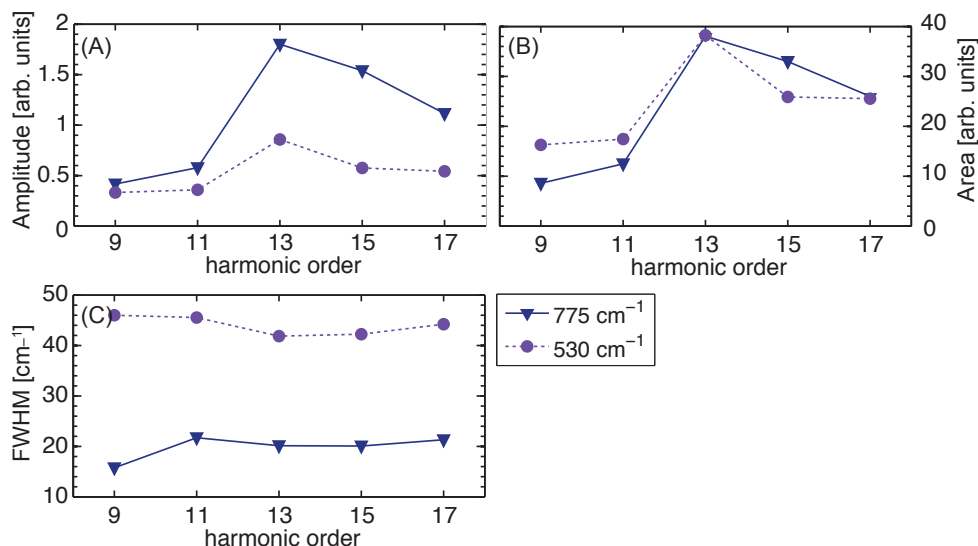 (A)
Amplitude [arb. units]
2
1.5
1
0.5
0
9 11 13 15 17
harmonic order
(B)
Area [arb. units]
40
30
20
10
0
9 11 13 15 17
harmonic order
(C)
FWHM [cm⁻¹]
50
40
30
20
10
9 11 13 15 17
harmonic order
775 cm⁻¹
530 cm⁻¹